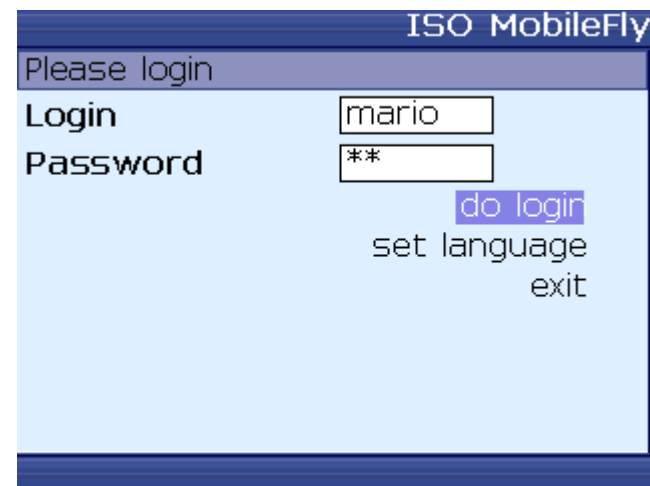 ISO MobileFly
Please login
Login mario
Password **
do login
set language
exit